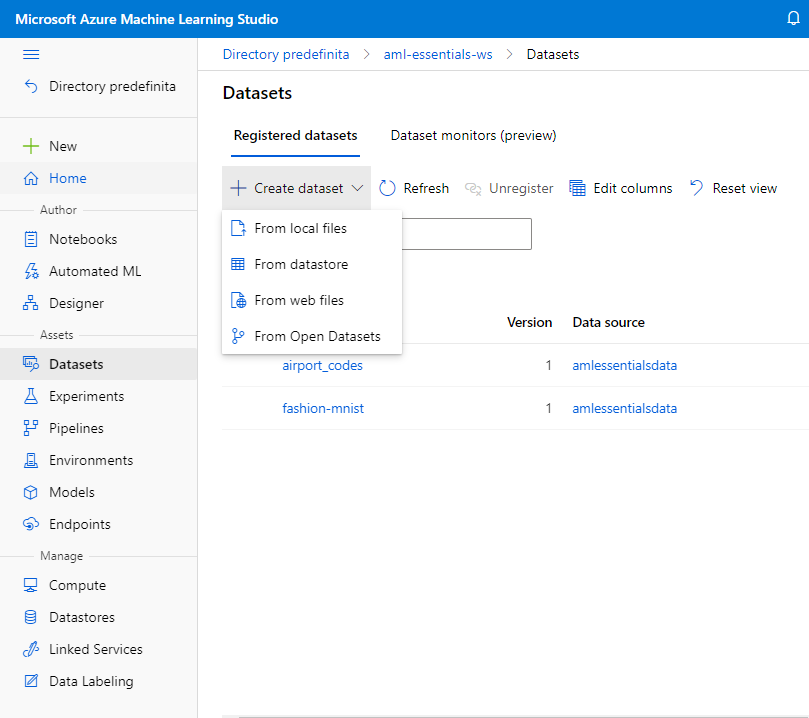 Microsoft Azure Machine Learning Studio
Directory predefinita
New
Home
Author
Notebooks
Automated ML
Designer
Assets
Datasets
Experiments
Pipelines
Environments
Models
Endpoints
Manage
Compute
Datastores
Linked Services
Data Labeling
Directory predefinita > aml-essentials-ws > Datasets
Datasets
Registered datasets Dataset monitors (preview)
Create dataset Refresh Unregister Edit columns Reset view
From local files
From datastore
From web files
From Open Datasets
Version Data source
airport_codes 1 amlessentialsdata
fashion-mnist 1 amlessentialsdata